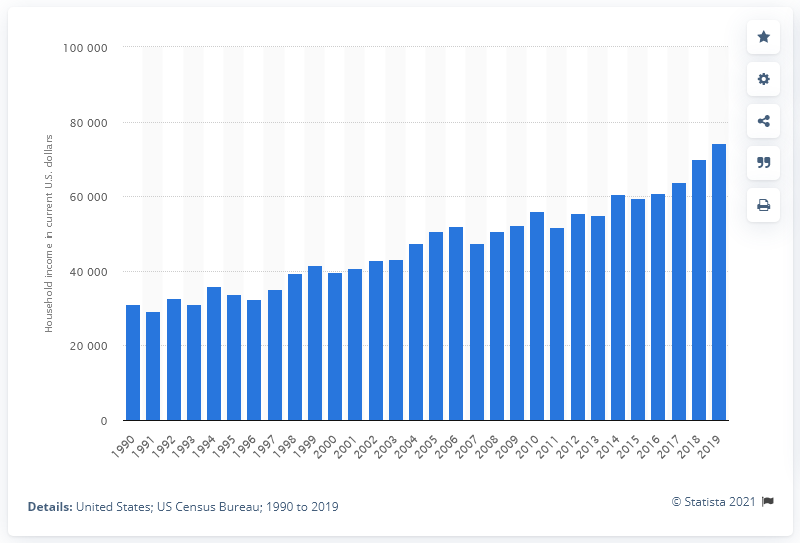 100 000
80 000
60 000
40 000
20 000
0
Household income in current U.S. dollars
1990 1991 1992 1993 1994 1995 1996 1997 1998 1999 2000 2001 2002 2003 2004 2005 2006 2007 2008 2009 2010 2011 2012 2013 2014 2015 2016 2017 2018 2019
Details: United States; US Census Bureau; 1990 to 2019
© Statista 2021